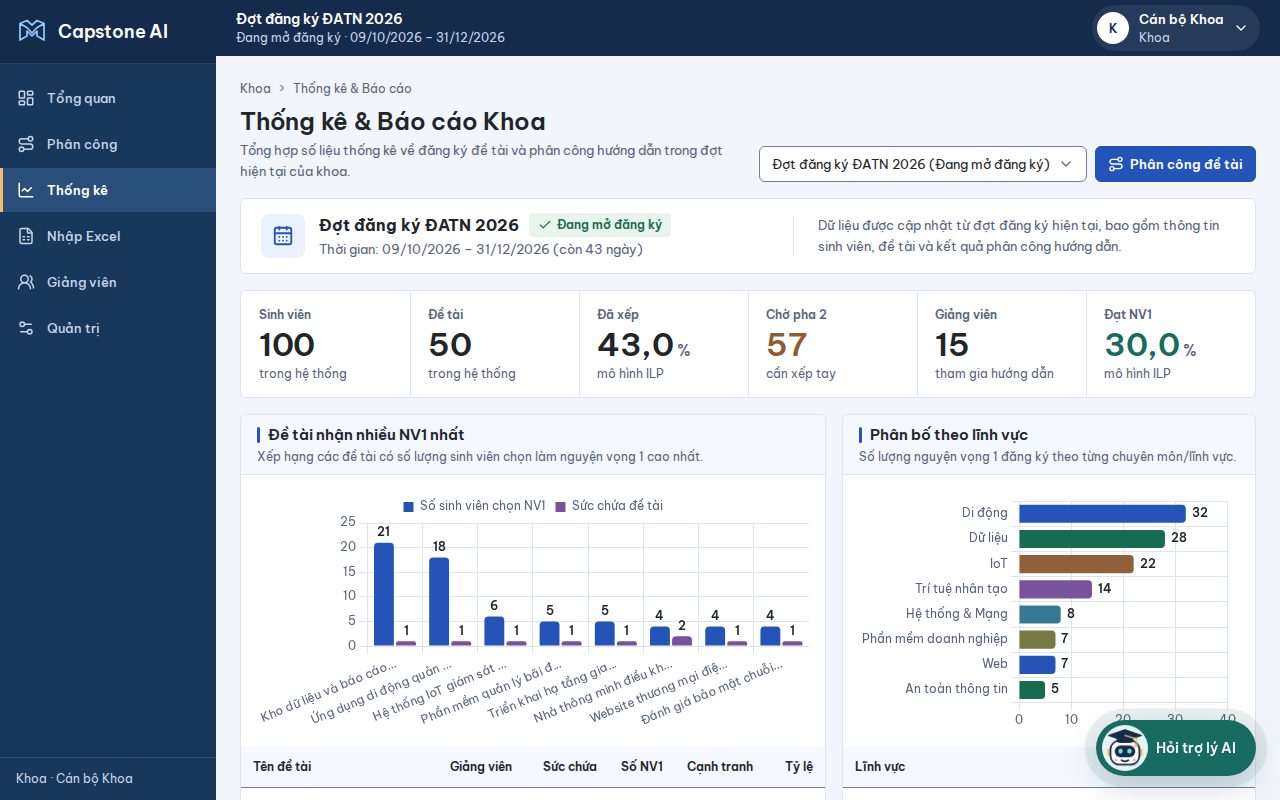 Capstone AI
Đợt đăng ký ĐATN 2026
Đang mở đăng ký · 09/10/2026 – 31/12/2026
K
Cán bộ Khoa
Khoa
Tổng quan
Phân công
Thống kê
Nhập Excel
Giảng viên
Quản trị
Khoa · Cán bộ Khoa
Khoa > Thống kê & Báo cáo
Thống kê & Báo cáo Khoa
Tổng hợp số liệu thống kê về đăng ký đề tài và phân công hướng dẫn trong đợt
hiện tại của khoa.
Đợt đăng ký ĐATN 2026 (Đang mở đăng ký)
Phân công đề tài
Đợt đăng ký ĐATN 2026
Đang mở đăng ký
Thời gian: 09/10/2026 – 31/12/2026 (còn 43 ngày)
Dữ liệu được cập nhật từ đợt đăng ký hiện tại, bao gồm thông tin
sinh viên, đề tài và kết quả phân công hướng dẫn.
Sinh viên
100
trong hệ thống
Đề tài
50
trong hệ thống
Đã xếp
43,0 %
mô hình ILP
Chờ pha 2
57
cần xếp tay
Giảng viên
15
tham gia hướng dẫn
Đạt NV1
30,0 %
mô hình ILP
Đề tài nhận nhiều NV1 nhất
Xếp hạng các đề tài có số lượng sinh viên chọn làm nguyện vọng 1 cao nhất.
Số sinh viên chọn NV1 Sức chứa đề tài
25
20
15
10
5
0
21 1 18 1 6 1 5 1 5 1 4 2 4 1 4 1
Kho dữ liệu và báo cáo...
Ứng dụng di động quản ...
Hệ thống IoT giám sát ...
Phần mềm quản lý bãi đ...
Triển khai hạ tầng gia...
Nhà thông minh điều kh...
Website thương mại điệ...
Đánh giá bảo mật chuỗi...
Tên đề tài Giảng viên Sức chứa Số NV1 Cạnh tranh Tỷ lệ
Phân bố theo lĩnh vực
Số lượng nguyện vọng 1 đăng ký theo từng chuyên môn/lĩnh vực.
Di động 32
Dữ liệu 28
IoT 22
Trí tuệ nhân tạo 14
Hệ thống & Mạng 8
Phần mềm doanh nghiệp 7
Web 7
An toàn thông tin 5
0 10 20 30 40
Lĩnh vực
Hỏi trợ lý AI